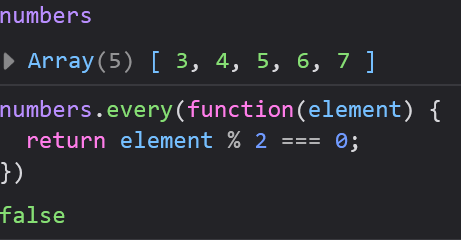 numbers
Array(5) [ 3, 4, 5, 6, 7 ]
numbers.every(function(element) {
  return element % 2 === 0;
})
false